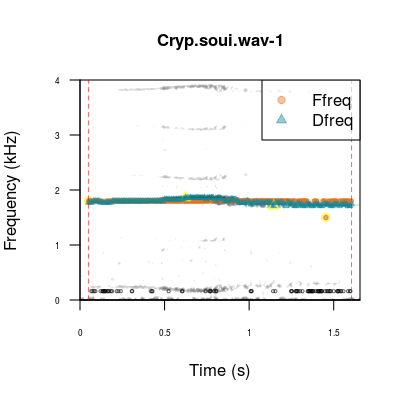 Cryp.soui.wav-1
Ffreq
Dfreq
Frequency (kHz)
4
3
2
1
0
0 0.5 1 1.5
Time (s)